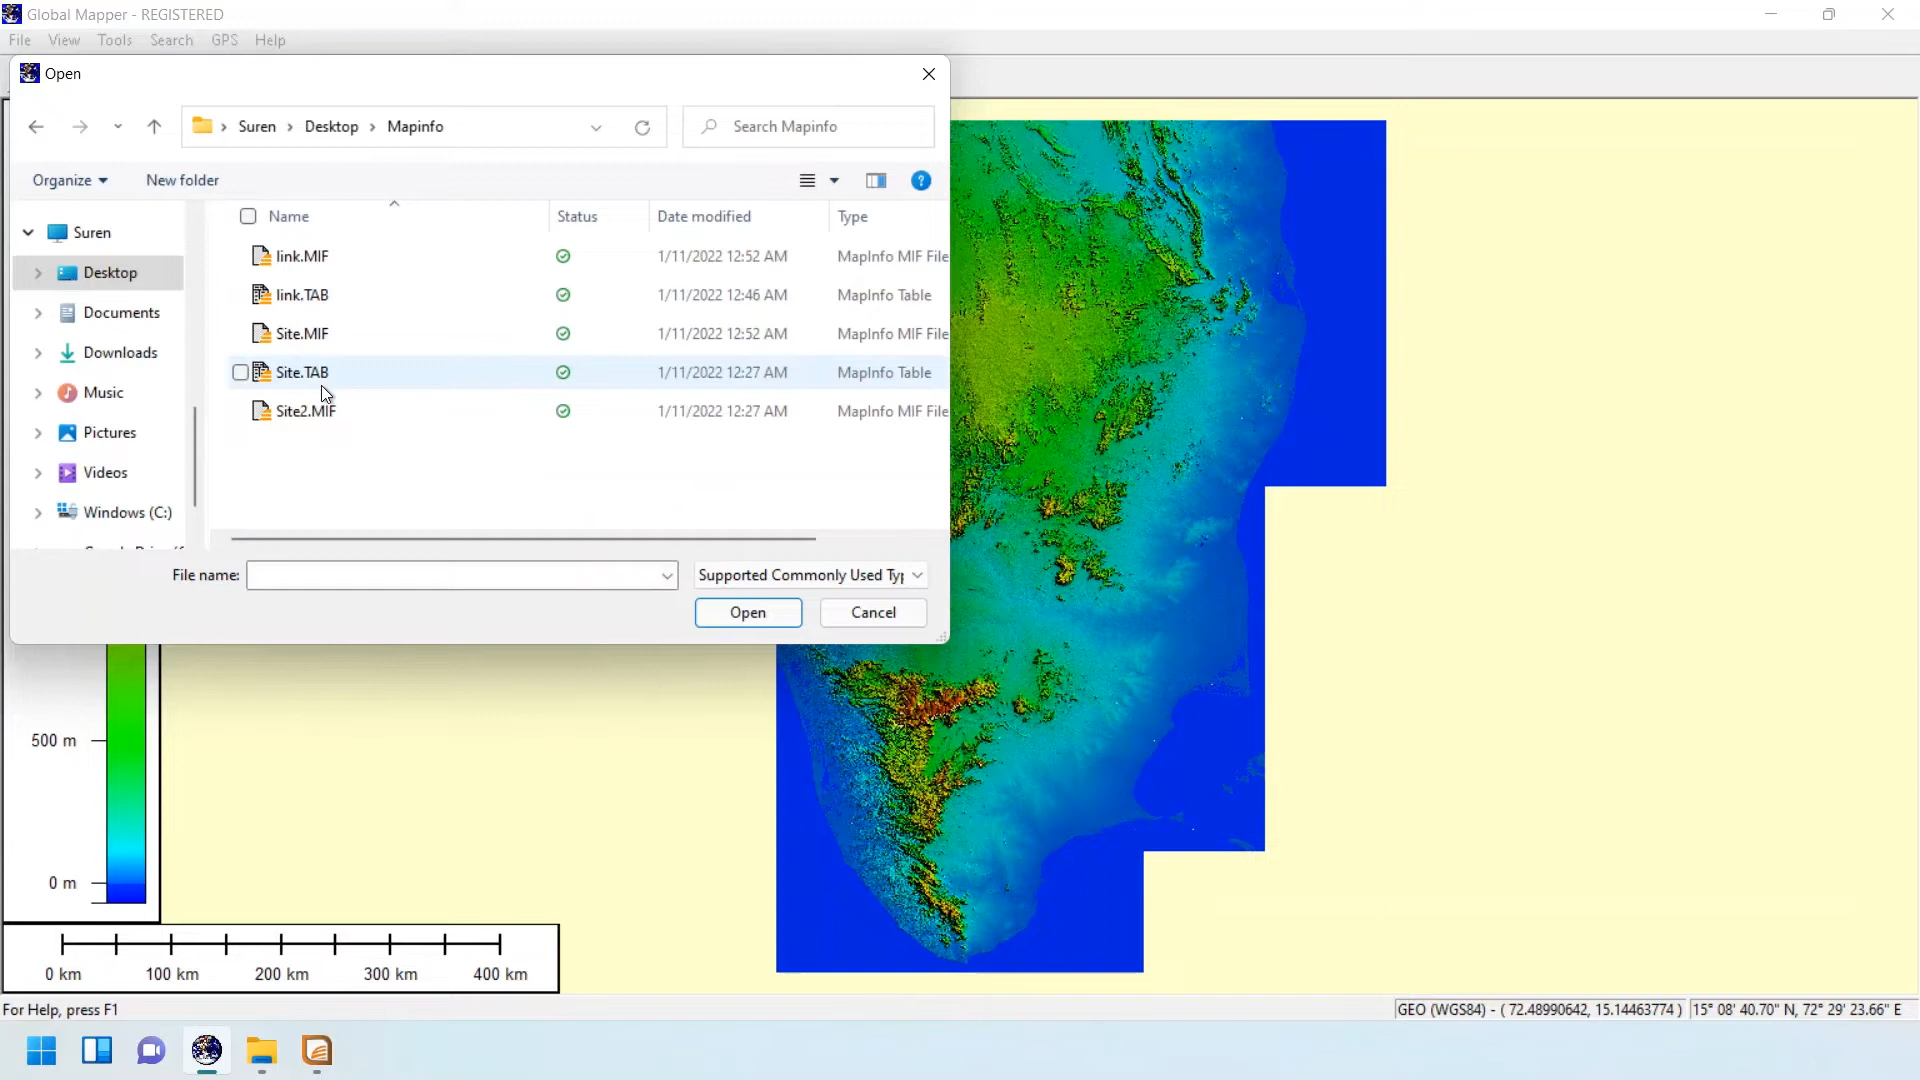 Global Mapper - REGISTERED
File View Tools Search GPS Help
Open
Suren > Desktop > Mapinfo
Search Mapinfo
Organize New folder
Name Status Date modified Type
Suren
Desktop
Documents
Downloads
Music
Pictures
Videos
Windows (C:)
link.MIF 1/11/2022 12:52 AM MapInfo MIF File
link.TAB 1/11/2022 12:46 AM MapInfo Table
Site.MIF 1/11/2022 12:52 AM MapInfo MIF File
Site.TAB 1/11/2022 12:27 AM MapInfo Table
Site2.MIF 1/11/2022 12:27 AM MapInfo MIF File
File name: Supported Commonly Used Typ
Open Cancel
500 m
0 m
0 km 100 km 200 km 300 km 400 km
For Help, press F1
GEO (WGS84) - ( 72.48990642, 15.14463774 ) 15° 08' 40.70" N, 72° 29' 23.66" E